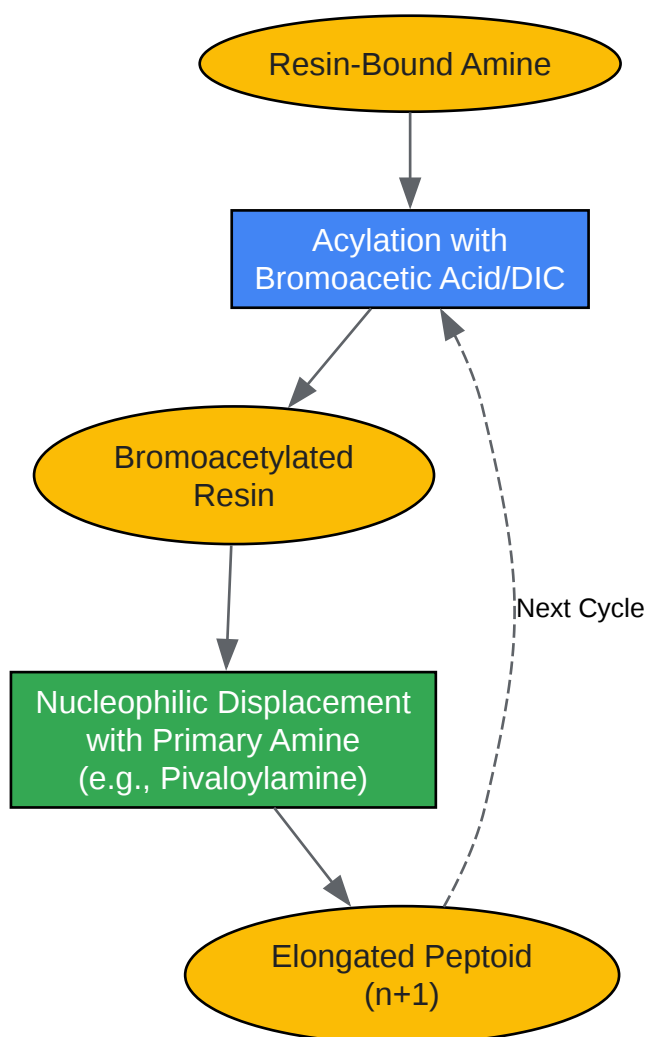 Resin-Bound Amine
Acylation with
Bromoacetic Acid/DIC
Bromoacetylated
Resin
Nucleophilic Displacement
with Primary Amine
(e.g., Pivaloylamine)
Next Cycle
Elongated Peptoid
(n+1)